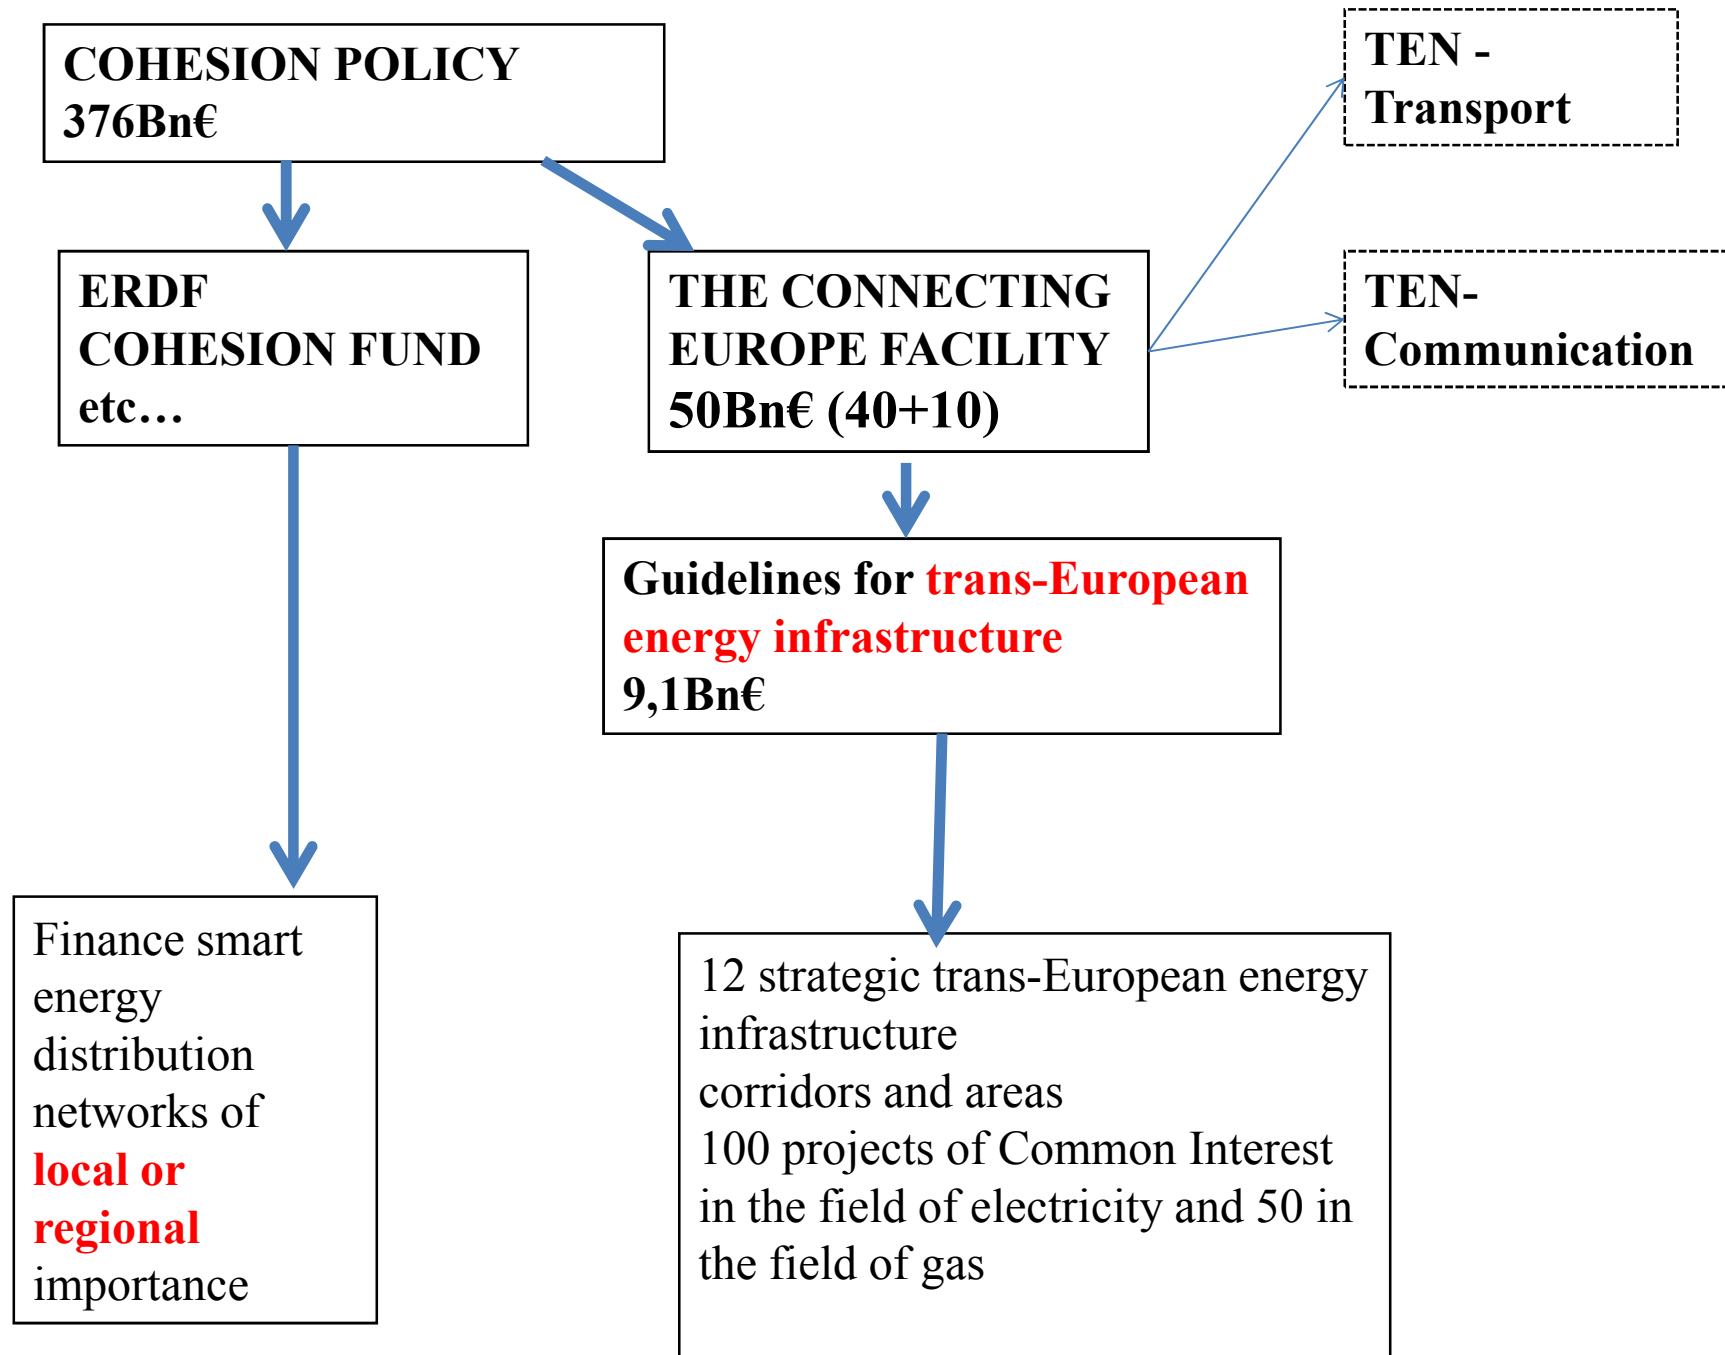 COHESION POLICY
376Bn€
TEN -
Transport
ERDF
COHESION FUND
etc…
THE CONNECTING
EUROPE FACILITY
50Bn€ (40+10)
TEN-
Communication
Guidelines for trans-European
energy infrastructure
9,1Bn€
Finance smart
energy
distribution
networks of
local or
regional
importance
12 strategic trans-European energy
infrastructure
corridors and areas
100 projects of Common Interest
in the field of electricity and 50 in
the field of gas